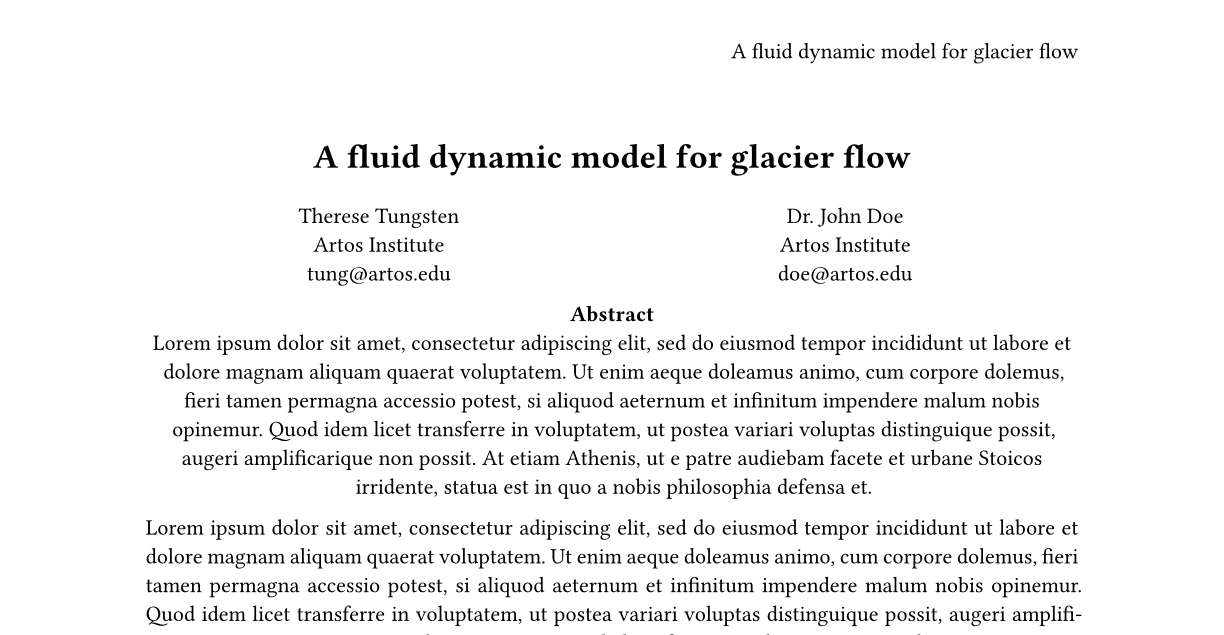 A fluid dynamic model for glacier flow
A fluid dynamic model for glacier flow
Therese Tungsten
Artos Institute
tung@artos.edu
Dr. John Doe
Artos Institute
doe@artos.edu
Abstract
Lorem ipsum dolor sit amet, consectetur adipiscing elit, sed do eiusmod tempor incididunt ut labore et
dolore magnam aliquam quaerat voluptatem. Ut enim aeque doleamus animo, cum corpore dolemus,
fieri tamen permagna accessio potest, si aliquod aeternum et infinitum impendere malum nobis
opinemur. Quod idem licet transferre in voluptatem, ut postea variari voluptas distinguique possit,
augeri amplificarique non possit. At etiam Athenis, ut e patre audiebam facete et urbane Stoicos
irridente, statua est in quo a nobis philosophia defensa et.
Lorem ipsum dolor sit amet, consectetur adipiscing elit, sed do eiusmod tempor incididunt ut labore et
dolore magnam aliquam quaerat voluptatem. Ut enim aeque doleamus animo, cum corpore dolemus, fieri
tamen permagna accessio potest, si aliquod aeternum et infinitum impendere malum nobis opinemur.
Quod idem licet transferre in voluptatem, ut postea variari voluptas distinguique possit, augeri amplifi-